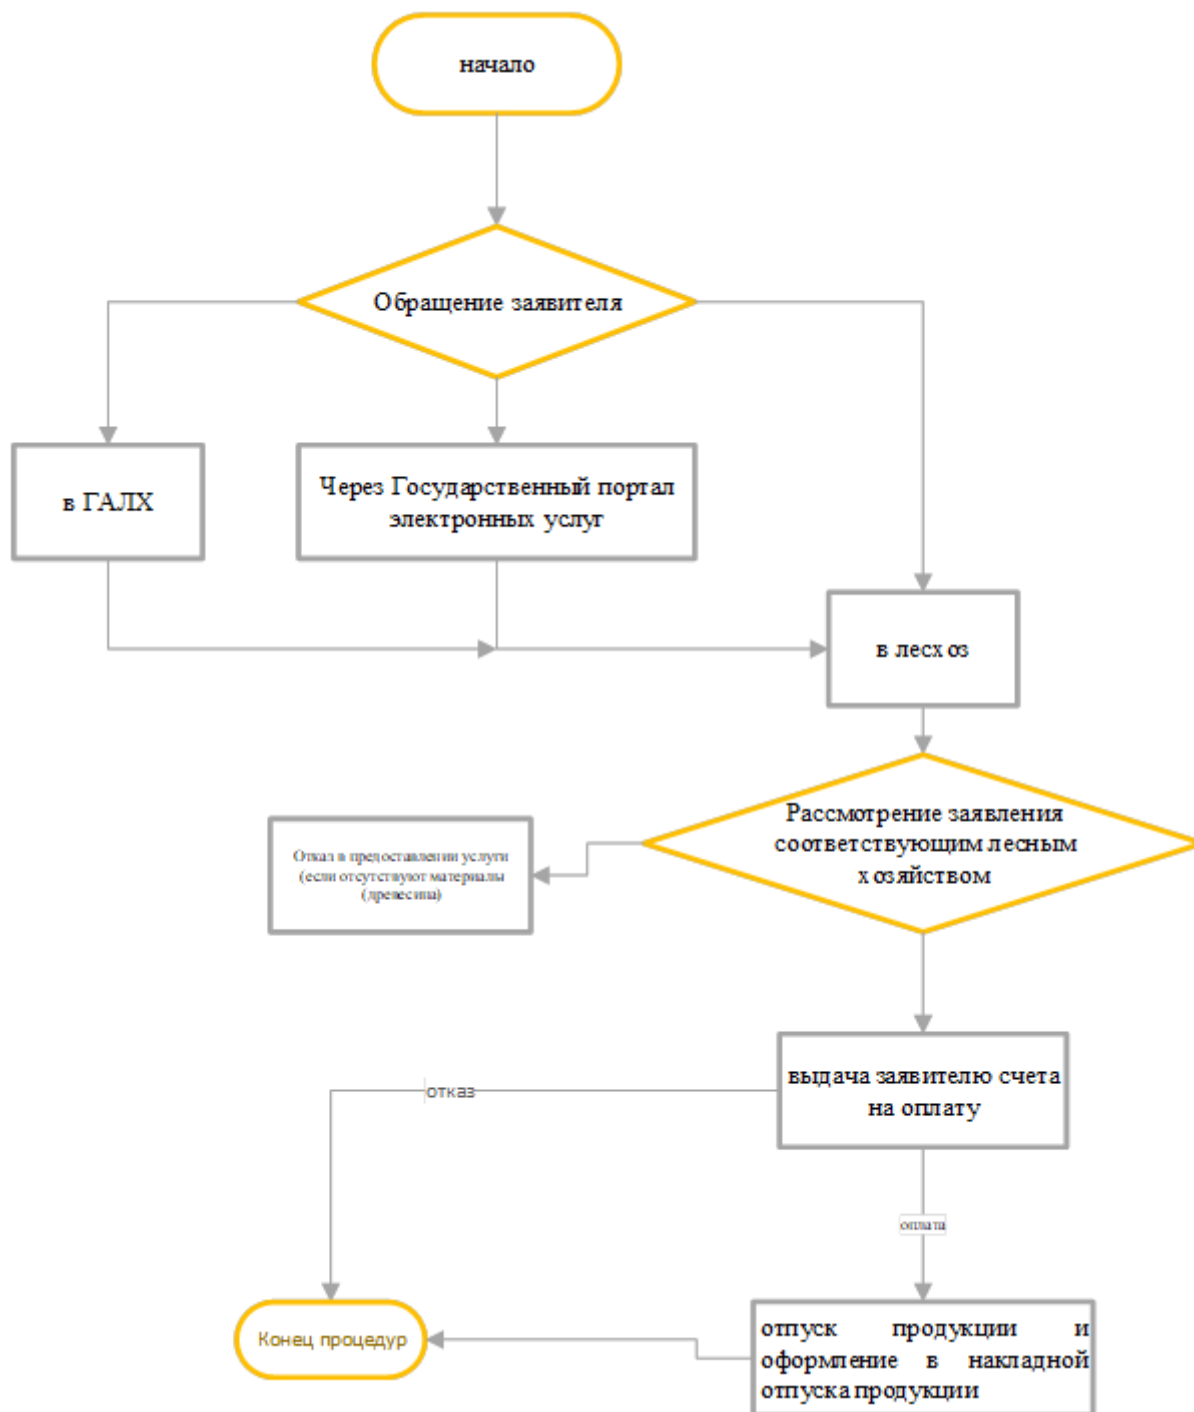 начало
Обращение заявителя
в ГАЛХ
Через Государственный портал
электронных услуг
в лесхоз
Рассмотрение заявления
соответствующим лесным
хозяйством
Отказ в предоставлении услуги
(если отсутствуют материалы
(древесина)
выдача заявителю счета
на оплату
отказ
оплата
Конец процедур
отпуск продукции и
оформление в накладной
отпуска продукции